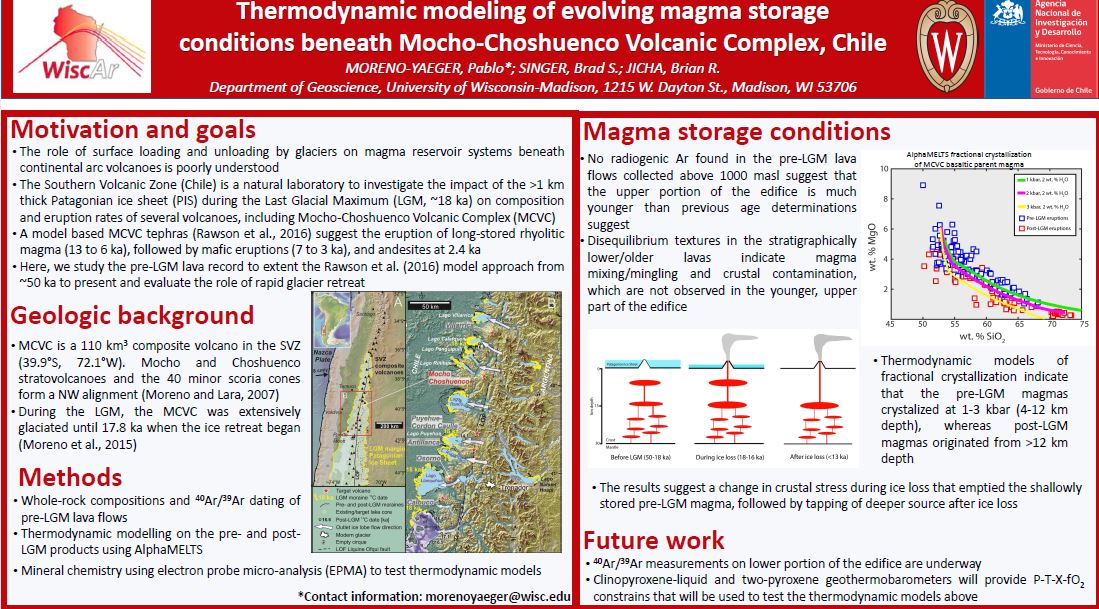 Thermodynamic modeling of evolving magma storage
conditions beneath Mocho-Choshuenco Volcanic Complex, Chile
MORENO-YAEGER, Pablo*; SINGER, Brad S.; JICHA, Brian R.
Department of Geoscience, University of Wisconsin-Madison, 1215 W. Dayton St., Madison, WI 53706
WiscAr
W
Agencia
Nacional de
Investigación
y Desarrollo
Ministerio de Ciencia,
Tecnología, Conocimiento
e Innovación
Gobierno de Chile
Motivation and goals
• The role of surface loading and unloading by glaciers on magma reservoir systems beneath
continental arc volcanoes is poorly understood
• The Southern Volcanic Zone (Chile) is a natural laboratory to investigate the impact of the >1 km
thick Patagonian ice sheet (PIS) during the Last Glacial Maximum (LGM, ~18 ka) on composition
and eruption rates of several volcanoes, including Mocho-Choshuenco Volcanic Complex (MCVC)
• A model based MCVC tephras (Rawson et al., 2016) suggest the eruption of long-stored rhyolitic
magma (13 to 6 ka), followed by mafic eruptions (7 to 3 ka), and andesites at 2.4 ka
• Here, we study the pre-LGM lava record to extent the Rawson et al. (2016) model approach from
~50 ka to present and evaluate the role of rapid glacier retreat
Geologic background
• MCVC is a 110 km³ composite volcano in the SVZ
(39.9°S, 72.1°W). Mocho and Choshuenco
stratovolcanoes and the 40 minor scoria cones
form a NW alignment (Moreno and Lara, 2007)
• During the LGM, the MCVC was extensively
glaciated until 17.8 ka when the ice retreat began
(Moreno et al., 2015)
A
Santiago
Nazca
Plate
SVZ
composite
volcanoes
200 km
LGM margin
Patagonian
Ice Sheet
B
50 km
CHILE
ARGENTINA
Lago Villarrica
Villarrica
Lago Calafquen
Lago Panguipulli
Lago Riñihue
Mocho
Choshuenco
Puyehue-
Cordón Caulle
Lago Puyehue
Antillanca
Osorno
Lago Llanquihue
Calbuco
Tronador
Target volcano
LGM moraine ¹⁴C date
Pre- and post-LGM moraines
Existing/target lake core
Post-LGM ¹⁴C date [ka]
Outlet ice lobe flow direction
Modern glacier
Empty cirque
LOF Liquiñe Ofqui fault
Methods
• Whole-rock compositions and ⁴⁰Ar/³⁹Ar dating of
pre-LGM lava flows
• Thermodynamic modelling on the pre- and post-
LGM products using AlphaMELTS
• Mineral chemistry using electron probe micro-analysis (EPMA) to test thermodynamic models
*Contact information: morenoyaeger@wisc.edu
Magma storage conditions
• No radiogenic Ar found in the pre-LGM lava
flows collected above 1000 masl suggest that
the upper portion of the edifice is much
younger than previous age determinations
suggest
• Disequilibrium textures in the stratigraphically
lower/older lavas indicate magma
mixing/mingling and crustal contamination,
which are not observed in the younger, upper
part of the edifice
AlphaMELTS fractional crystallization
of MCVC basaltic parent magma
1 kbar, 2 wt. % H₂O
2 kbar, 2 wt. % H₂O
3 kbar, 2 wt. % H₂O
Pre-LGM eruptions
Post-LGM eruptions
wt. % MgO
10
8
6
4
2
45 50 55 60 65 70 75
wt. % SiO₂
Crust
Mantle
Before LGM (50-18 ka)
During ice loss (18-16 ka)
After ice loss (<13 ka)
• Thermodynamic models of
fractional crystallization indicate
that the pre-LGM magmas
crystalized at 1-3 kbar (4-12 km
depth), whereas post-LGM
magmas originated from >12 km
depth
• The results suggest a change in crustal stress during ice loss that emptied the shallowly
stored pre-LGM magma, followed by tapping of deeper source after ice loss
Future work
• ⁴⁰Ar/³⁹Ar measurements on lower portion of the edifice are underway
• Clinopyroxene-liquid and two-pyroxene geothermobarometers will provide P-T-X-fO₂
constrains that will be used to test the thermodynamic models above